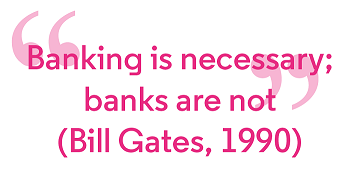 Banking is necessary;
banks are not
(Bill Gates, 1990)